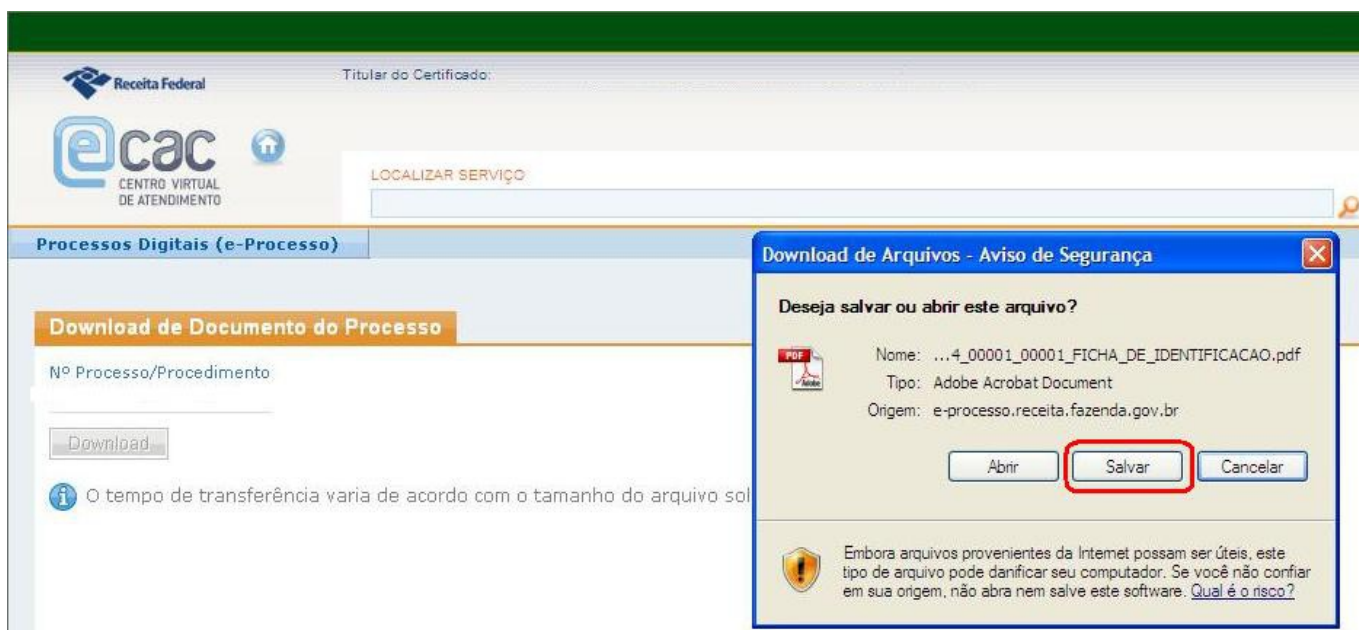 Receita Federal
Titular do Certificado:
ecac
CENTRO VIRTUAL
DE ATENDIMENTO
LOCALIZAR SERVIÇO
Processos Digitais (e-Processo)
Download de Documento do Processo
Nº Processo/Procedimento
Download
O tempo de transferência varia de acordo com o tamanho do arquivo sol
Download de Arquivos - Aviso de Segurança
Deseja salvar ou abrir este arquivo?
PDF
Adobe
Nome: ...4_00001_00001_FICHA_DE_IDENTIFICACAO.pdf
Tipo: Adobe Acrobat Document
Origem: e-processo.receita.fazenda.gov.br
Abrir Salvar Cancelar
Embora arquivos provenientes da Internet possam ser úteis, este
tipo de arquivo pode danificar seu computador. Se você não confiar
em sua origem, não abra nem salve este software. Qual é o risco?